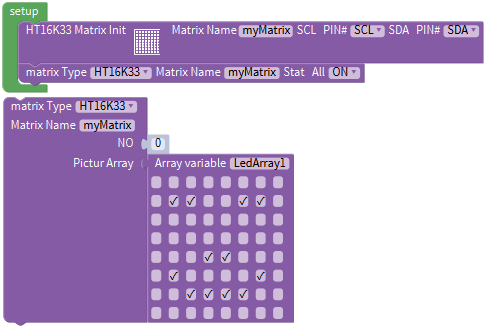 setup
HT16K33 Matrix Init Matrix Name myMatrix SCL PIN# SCL SDA PIN# SDA
matrix Type HT16K33 Matrix Name myMatrix Stat All ON
matrix Type HT16K33
Matrix Name myMatrix
NO 0
Pictur Array Array variable LedArray1